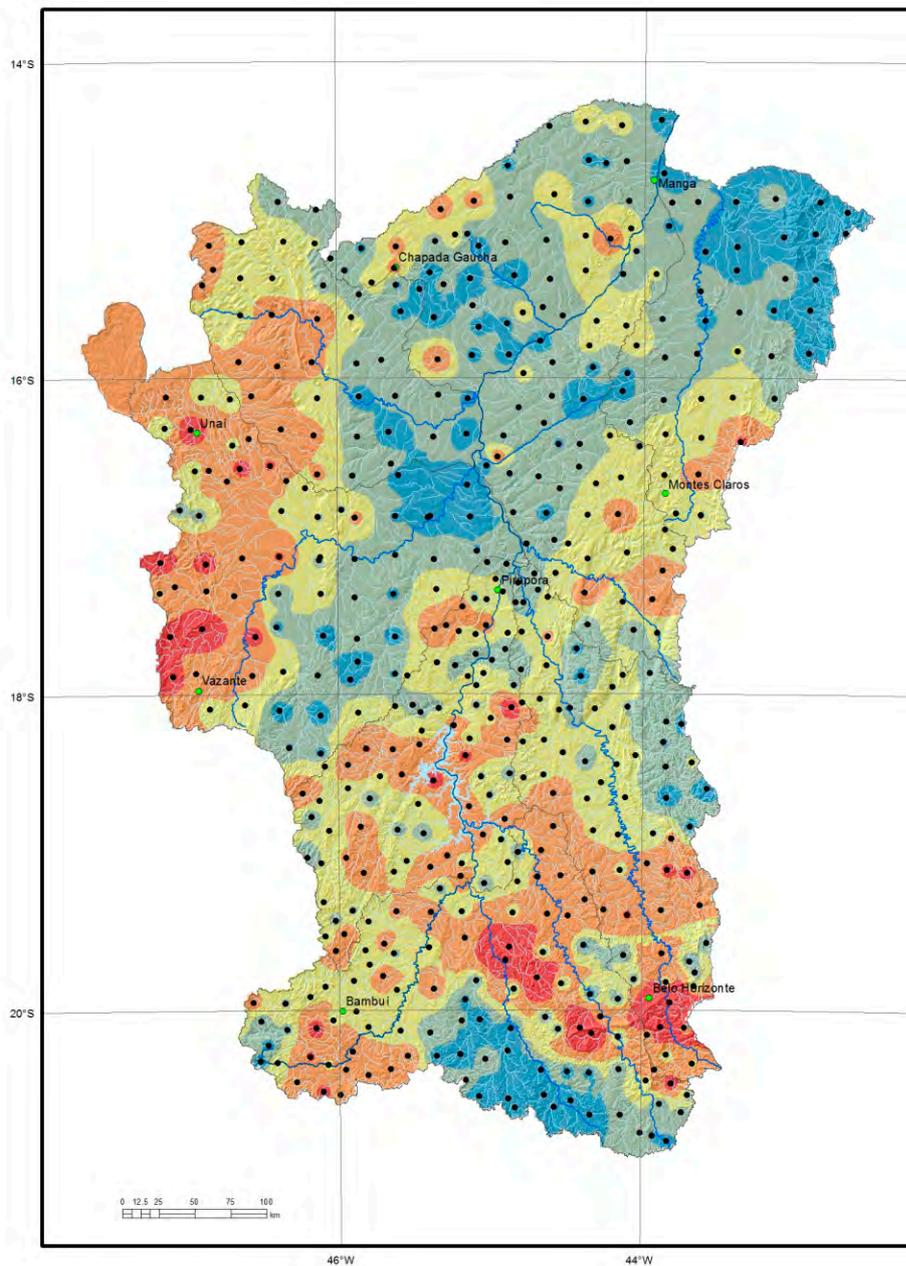 14°S
Manga
Chapada Gaucha
16°S
Unaí
Montes Claros
Pirapora
18°S
Vazante
Belo Horizonte
20°S
Bambuí
0 12.5 25 50 75 100
km
46°W 44°W